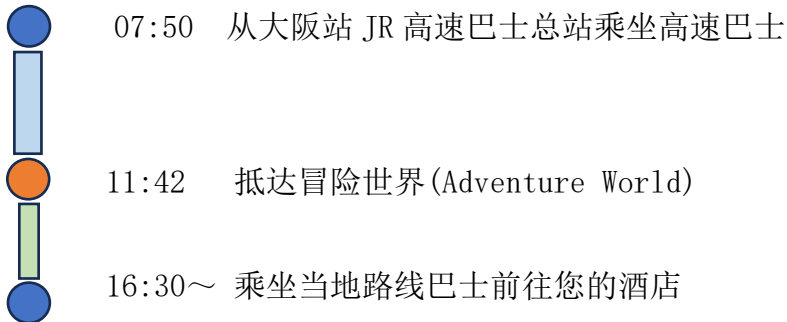 07:50 从大阪站 JR 高速巴士总站乘坐高速巴士
11:42 抵达冒险世界(Adventure World)
16:30～ 乘坐当地路线巴士前往您的酒店